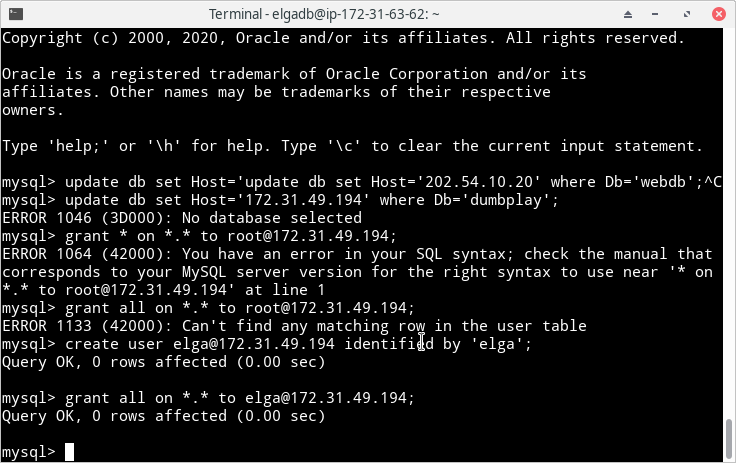 Terminal - elgadb@ip-172-31-63-62: ~
Copyright (c) 2000, 2020, Oracle and/or its affiliates. All rights reserved.
Oracle is a registered trademark of Oracle Corporation and/or its
affiliates. Other names may be trademarks of their respective
owners.
Type 'help;' or '\h' for help. Type '\c' to clear the current input statement.
mysql> update db set Host='update db set Host='202.54.10.20' where Db='webdb';^C
mysql> update db set Host='172.31.49.194' where Db='dumbplay';
ERROR 1046 (3D000): No database selected
mysql> grant * on *.* to root@172.31.49.194;
ERROR 1064 (42000): You have an error in your SQL syntax; check the manual that
corresponds to your MySQL server version for the right syntax to use near '* on
*.* to root@172.31.49.194' at line 1
mysql> grant all on *.* to root@172.31.49.194;
ERROR 1133 (42000): Can't find any matching row in the user table
mysql> create user elga@172.31.49.194 identified by 'elga';
Query OK, 0 rows affected (0.00 sec)
mysql> grant all on *.* to elga@172.31.49.194;
Query OK, 0 rows affected (0.00 sec)
mysql>